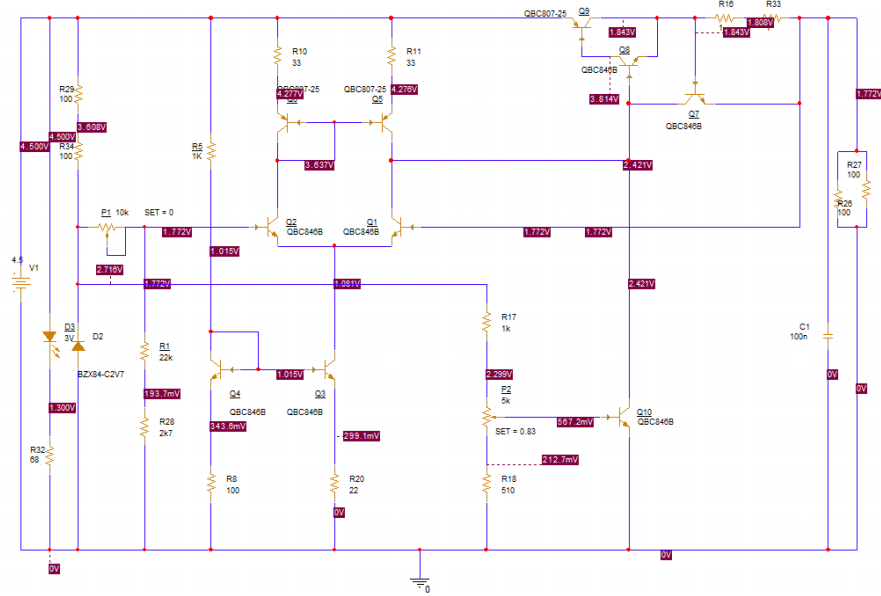 R16
R33
QBC807-25
Q9
1.843V
1.808V
1.843V
R10
33
R11
33
Q8
QBC846B
R29
100
4.277V
QBC807-25
4.276V
Q5
3.814V
1.772V
Q7
QBC846B
3.608V
4.500V
4.500V
R34
100
R5
1K
3.637V
2.421V
R27
100
R26
100
P1
10k
SET = 0
Q2
QBC846B
Q1
QBC846B
1.772V
1.772V
1.772V
1.015V
4.5
V1
2.716V
1.772V
1.081V
2.421V
R17
1k
D3
3V
D2
R1
22k
C1
100n
BZX84-C2V7
1.015V
2.299V
0V
0V
P2
5k
193.7mV
Q4
QBC846B
Q3
QBC846B
1.300V
R28
2k7
343.6mV
299.1mV
SET = 0.83
567.2mV
Q10
QBC846B
R32
68
212.7mV
R8
100
R20
22
R18
510
0V
0V
0V
0